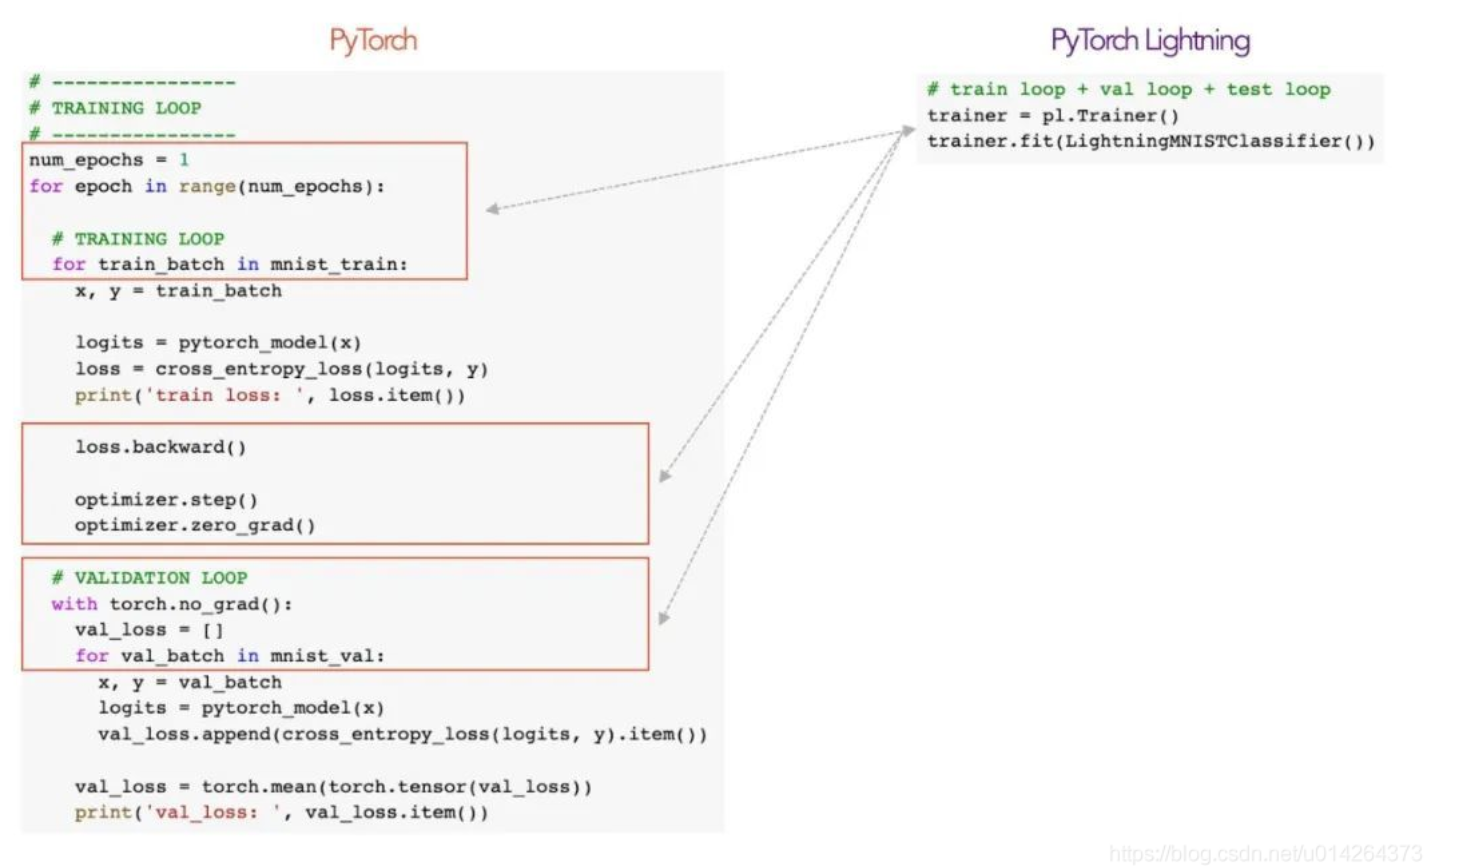 PyTorch
# ----------------
# TRAINING LOOP
# ----------------
num_epochs = 1
for epoch in range(num_epochs):
# TRAINING LOOP
for train_batch in mnist_train:
x, y = train_batch
logits = pytorch_model(x)
loss = cross_entropy_loss(logits, y)
print('train loss: ', loss.item())
loss.backward()
optimizer.step()
optimizer.zero_grad()
# VALIDATION LOOP
with torch.no_grad():
val_loss = []
for val_batch in mnist_val:
x, y = val_batch
logits = pytorch_model(x)
val_loss.append(cross_entropy_loss(logits, y).item())
val_loss = torch.mean(torch.tensor(val_loss))
print('val_loss: ', val_loss.item())
PyTorch Lightning
# train loop + val loop + test loop
trainer = pl.Trainer()
trainer.fit(LightningMNISTClassifier())
https://blog.csdn.net/u014264373